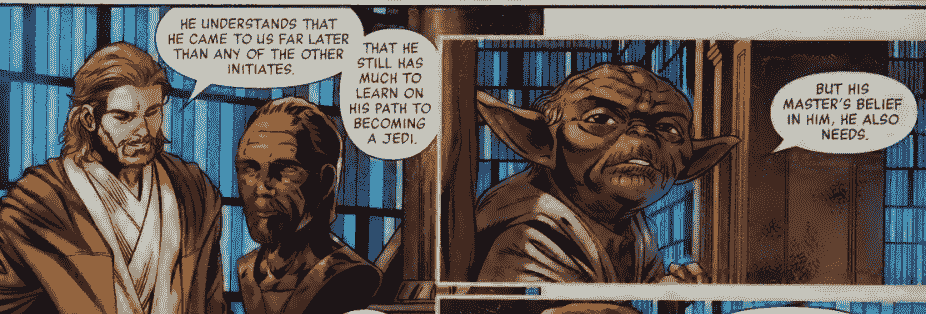 HE UNDERSTANDS THAT
HE CAME TO US FAR LATER
THAN ANY OF THE OTHER
INITIATES.
THAT HE
STILL HAS
MUCH TO
LEARN ON
HIS PATH TO
BECOMING
A JEDI.
BUT HIS
MASTER'S BELIEF
IN HIM, HE ALSO
NEEDS.